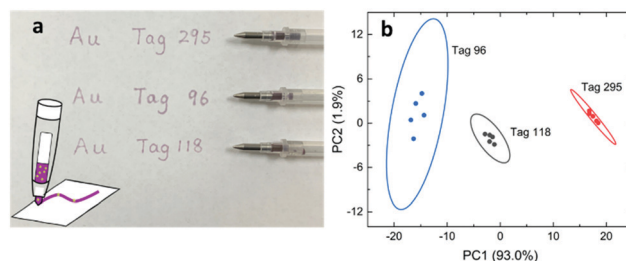 a
Au Tag 295
Au Tag 96
Au Tag 118
b
PC2 (1.9%)
12
6
0
-6
-12
Tag 96
Tag 118
Tag 295
-20
-10
0
10
20
PC1 (93.0%)